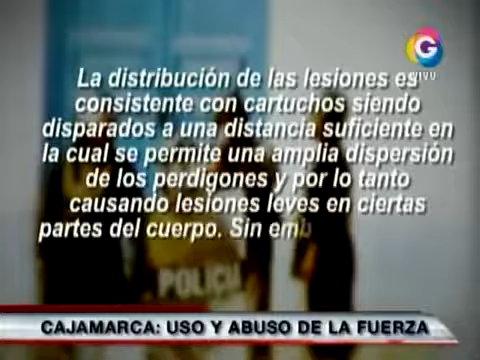 G
VIVO
La distribución de las lesiones es
consistente con cartuchos siendo
disparados a una distancia suficiente en
la cual se permite una amplia dispersión
de los perdigones y por lo tanto
causando lesiones leves en ciertas
partes del cuerpo. Sin emb
POLICIA
CAJAMARCA: USO Y ABUSO DE LA FUERZA